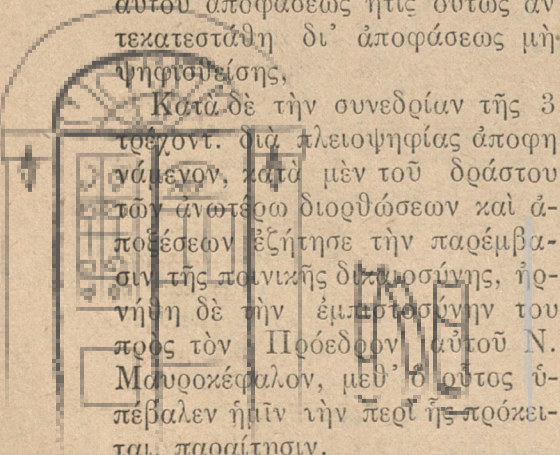 αὐτοῦ ἀποφάσεως ἥτις οὕτως ἀν
τεκατεστάθη δι' ἀποφάσεως μὴ
ψηφισθείσης,
Κατὰ δὲ τὴν συνεδρίαν τῆς 3
τρέχοντ. διὰ πλειοψηφίας ἀποφη
νάμενον, κατὰ μὲν τοῦ δράστου
τῶν ἀνωτέρω διορθώσεων καὶ ἀ-
ποξέσεων ἐζήτησε τὴν παρέμβα-
σιν τῆς ποινικῆς δικαιοσύνης, ἠρ-
νήθη δὲ τὴν ἐμπιστοσύνην του
πρὸς τὸν Πρόεδρον αὐτοῦ Ν.
Μαυροκέφαλον, μεθ' ὃ οὗτος ὑ-
πέβαλεν ἡμῖν τὴν περὶ ἧς πρόκει-
ται παραίτησιν.